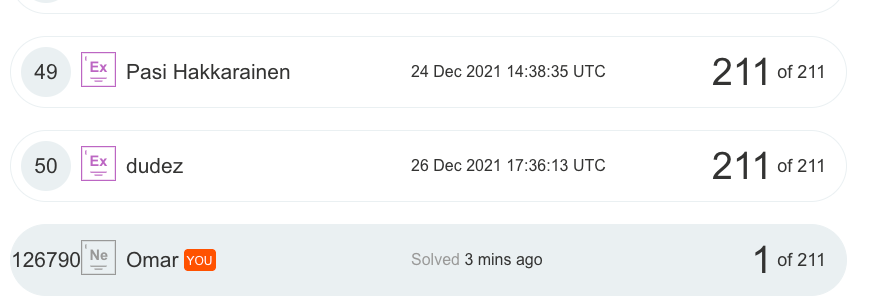 49 Ex Pasi Hakkarainen 24 Dec 2021 14:38:35 UTC 211 of 211
50 Ex dudez 26 Dec 2021 17:36:13 UTC 211 of 211
126790 Ne Omar YOU Solved 3 mins ago 1 of 211